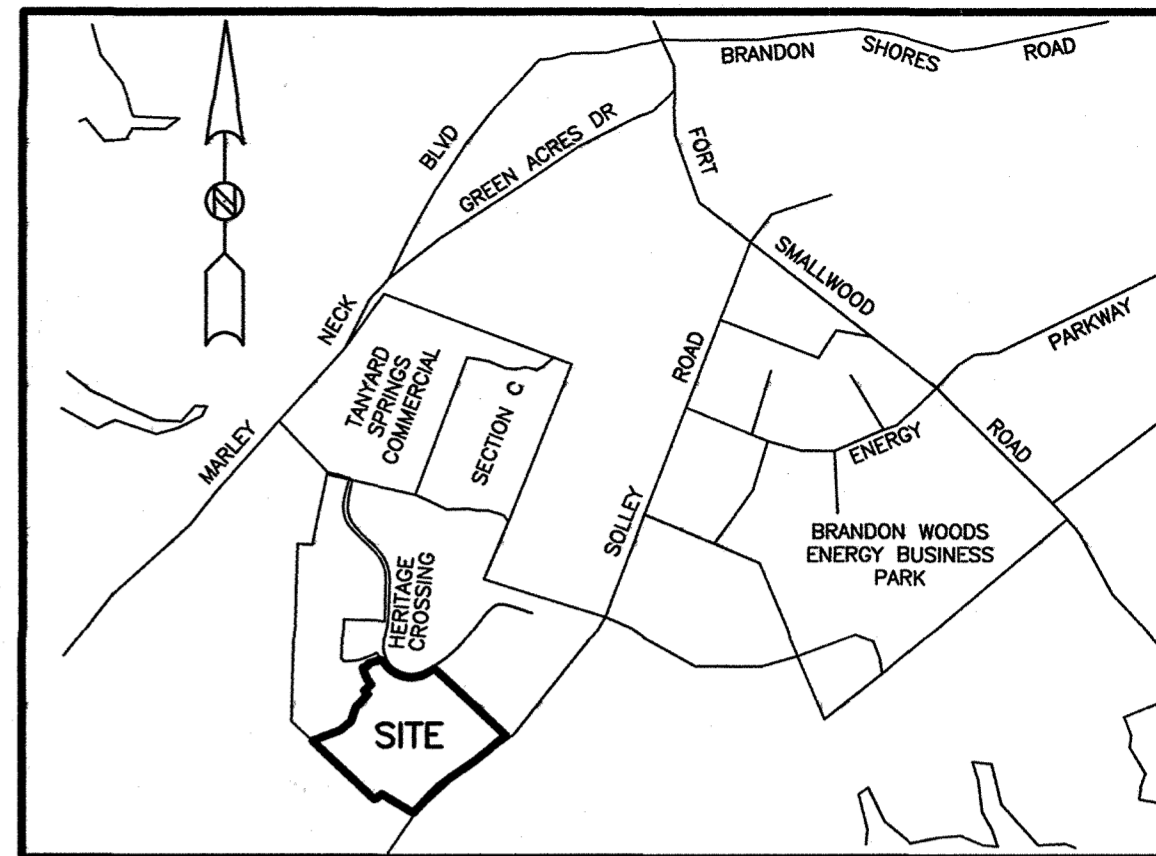 BRANDON SHORES ROAD
BLVD
GREEN ACRES DR
FORT
N
SMALLWOOD
NECK
PARKWAY
TANYARD
SPRINGS
COMMERCIAL
ROAD
SECTION C
MARLEY
ENERGY
ROAD
SOLLEY
BRANDON WOODS
ENERGY BUSINESS
PARK
HERITAGE
CROSSING
SITE